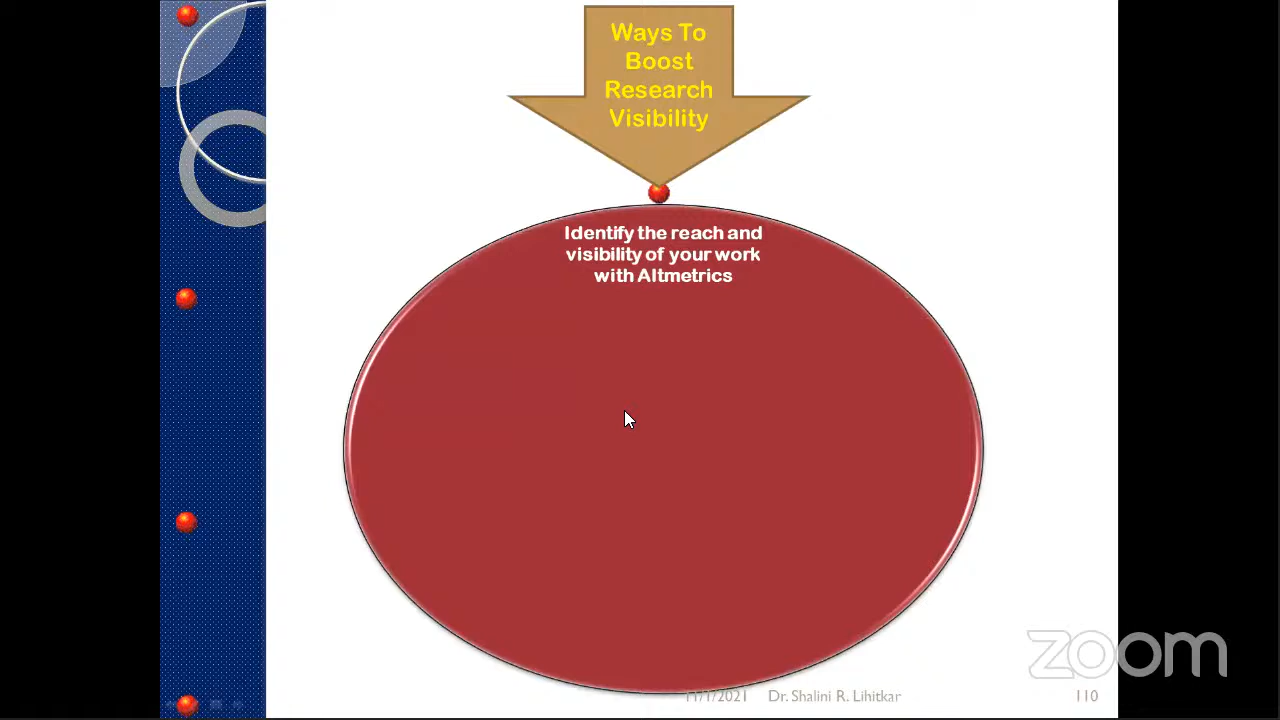 Ways To
Boost
Research
Visibility
Identify the reach and
visibility of your work
with Altmetrics
11/7/2021 Dr. Shalini R. Lihitkar 110
zoom